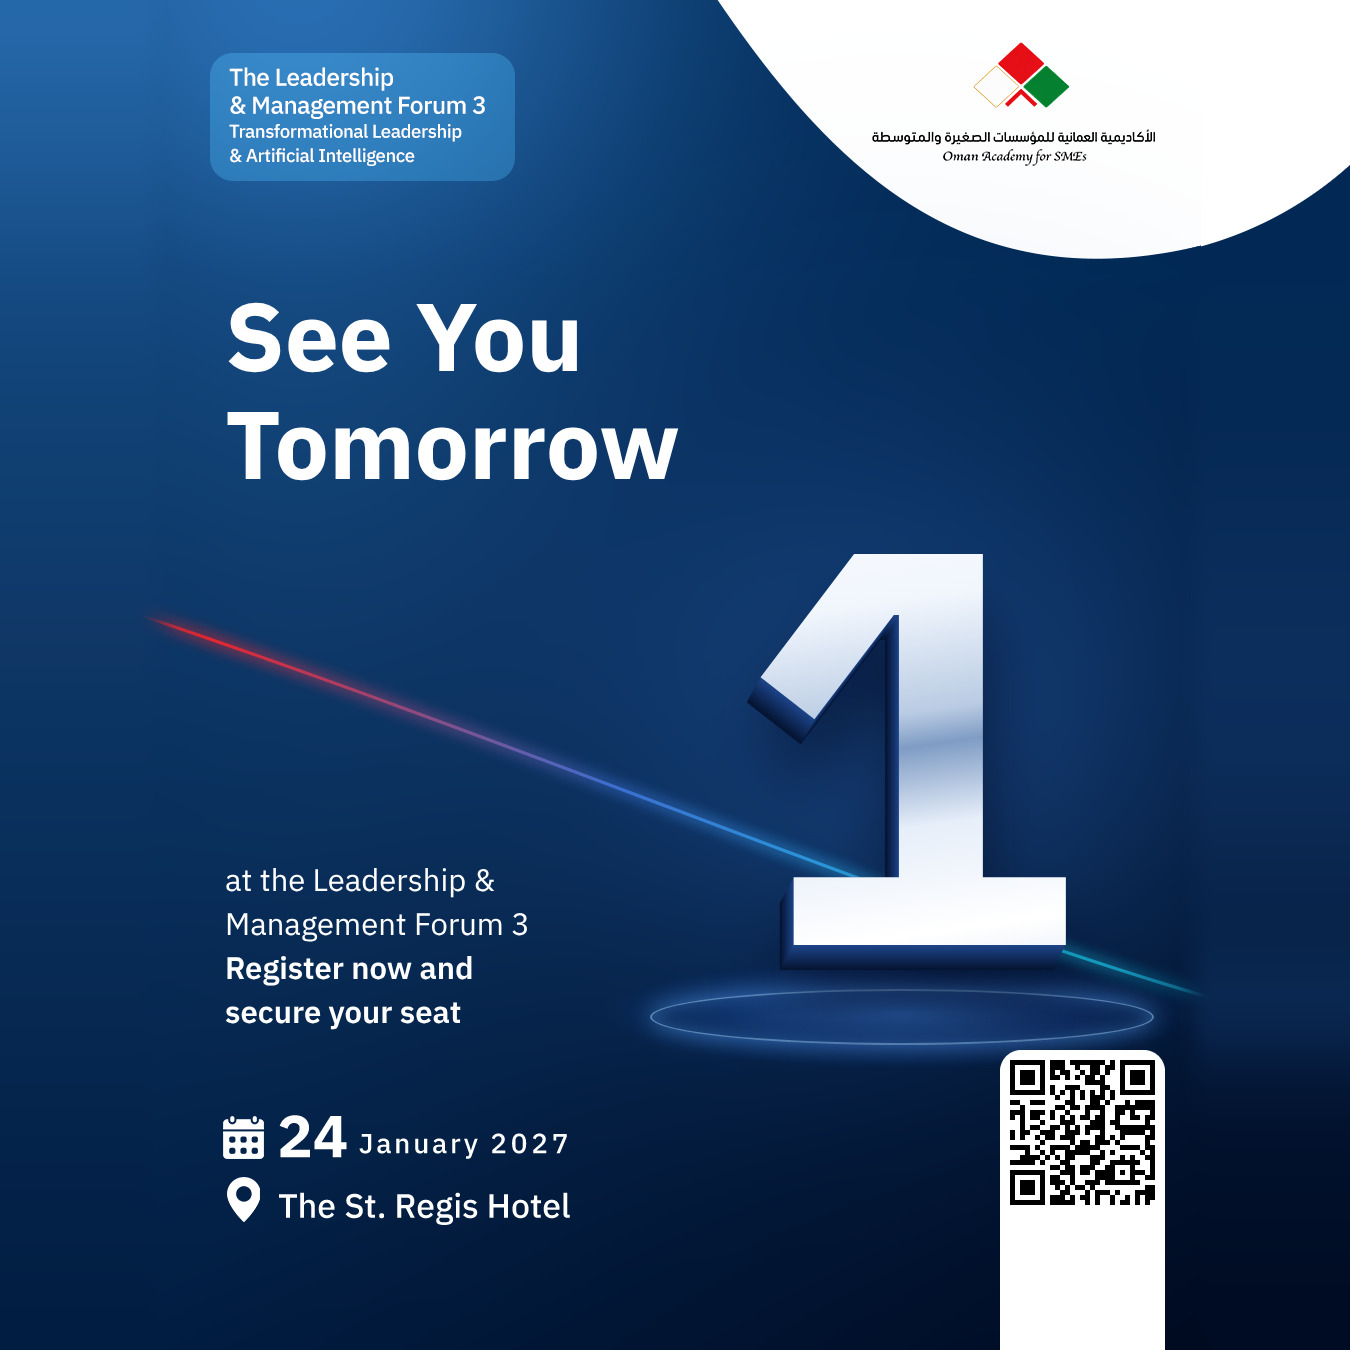 The Leadership
& Management Forum 3
Transformational Leadership
& Artificial Intelligence
الأكاديمية العمانية للمؤسسات الصغيرة والمتوسطة
Oman Academy for SMEs
See You
Tomorrow
1
at the Leadership &
Management Forum 3
Register now and
secure your seat
24 January 2027
The St. Regis Hotel